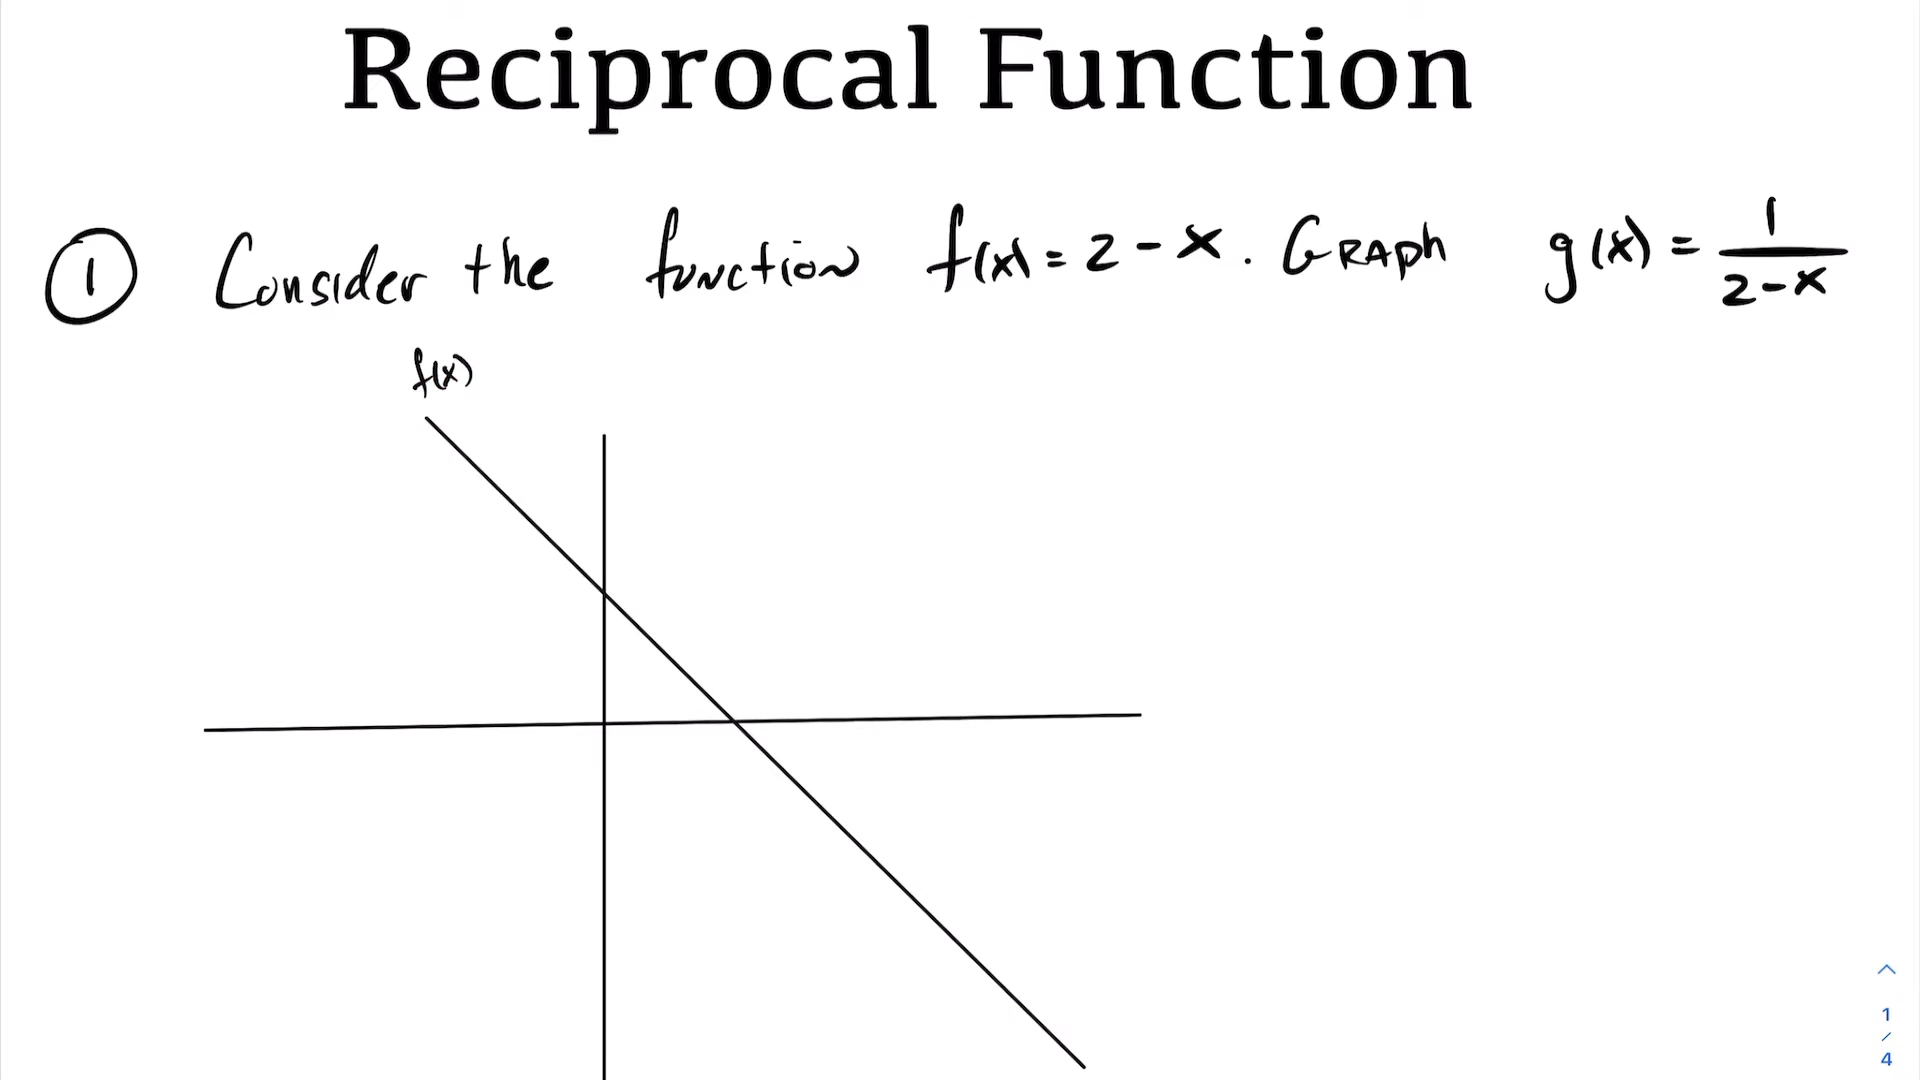 Reciprocal Function
① Consider the function f(x) = 2 - x. GRAPh g(x) = 1/(2-x)
f(x)
1
/
4